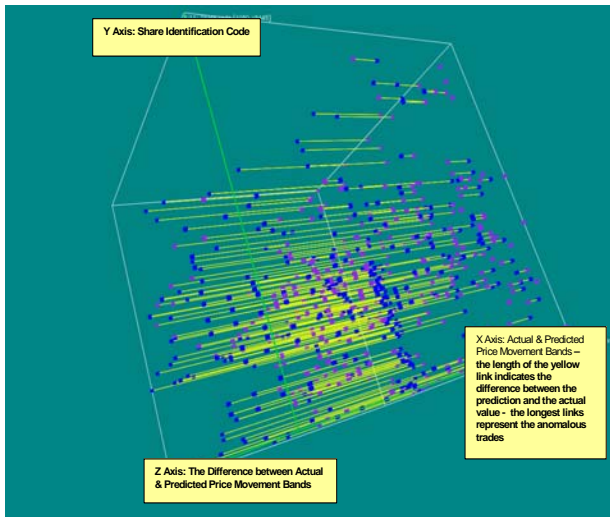 Y Axis: Share Identification Code
X Axis: Actual & Predicted
Price Movement Bands –
the length of the yellow
link indicates the
difference between the
prediction and the actual
value - the longest links
represent the anomalous
trades
Z Axis: The Difference between Actual
& Predicted Price Movement Bands